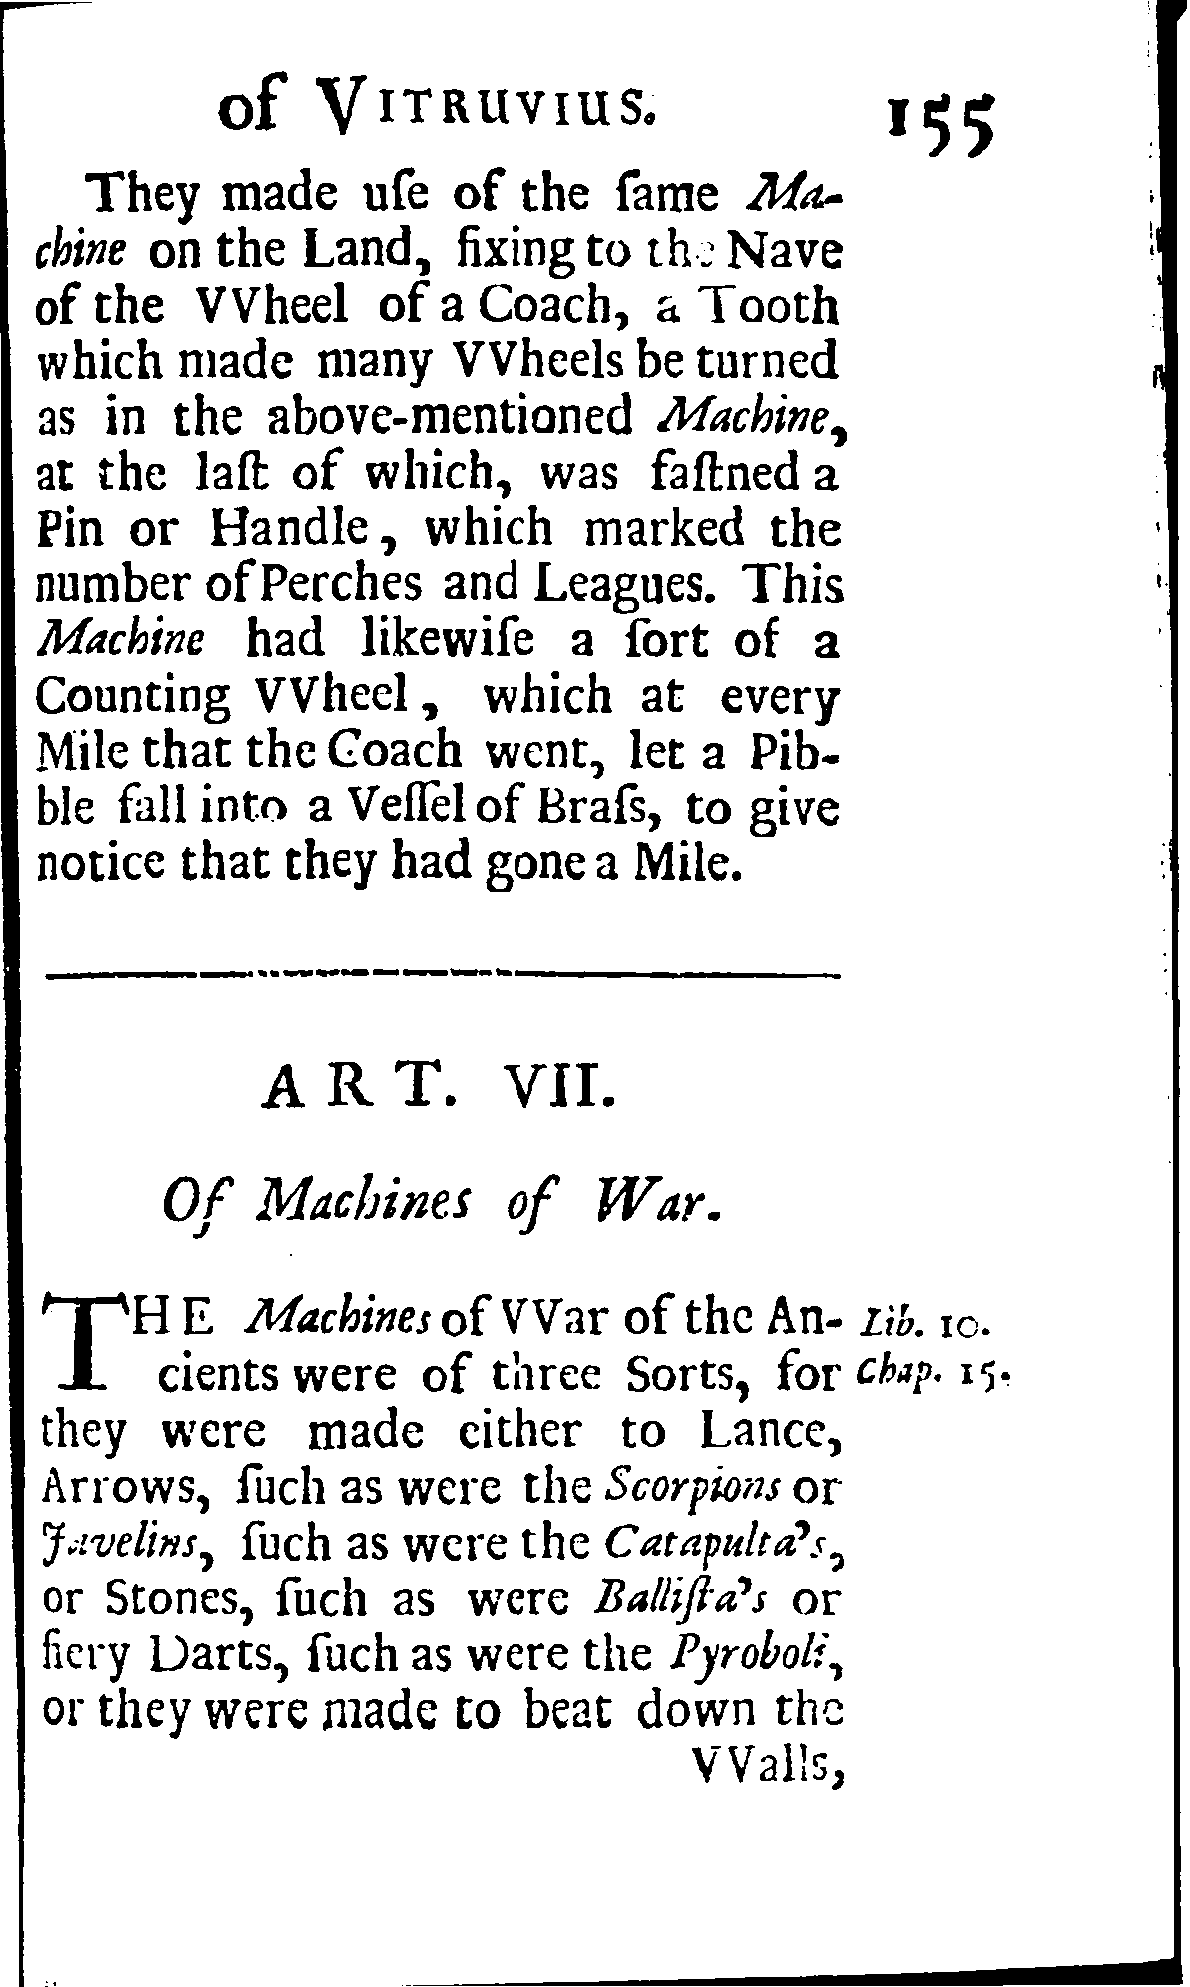 of VITRUVIUS. 155
They made uſe of the ſame Ma-
chine on the Land, fixing to the Nave
of the VVheel of a Coach, a Tooth
which made many VVheels be turned
as in the above-mentioned Machine,
at the laſt of which, was faſtned a
Pin or Handle, which marked the
number of Perches and Leagues. This
Machine had likewiſe a ſort of a
Counting VVheel, which at every
Mile that the Coach went, let a Pib-
ble fall into a Veſſel of Braſs, to give
notice that they had gone a Mile.
ART. VII.
Of Machines of War.
THE Machines of VVar of the An-
cients were of three Sorts, for
they were made either to Lance,
Arrows, ſuch as were the Scorpions or
Javelins, ſuch as were the Catapulta's,
or Stones, ſuch as were Balliſta's or
fiery Darts, ſuch as were the Pyroboli,
or they were made to beat down the
VValls,
Lib. 10.
Chap. 15.